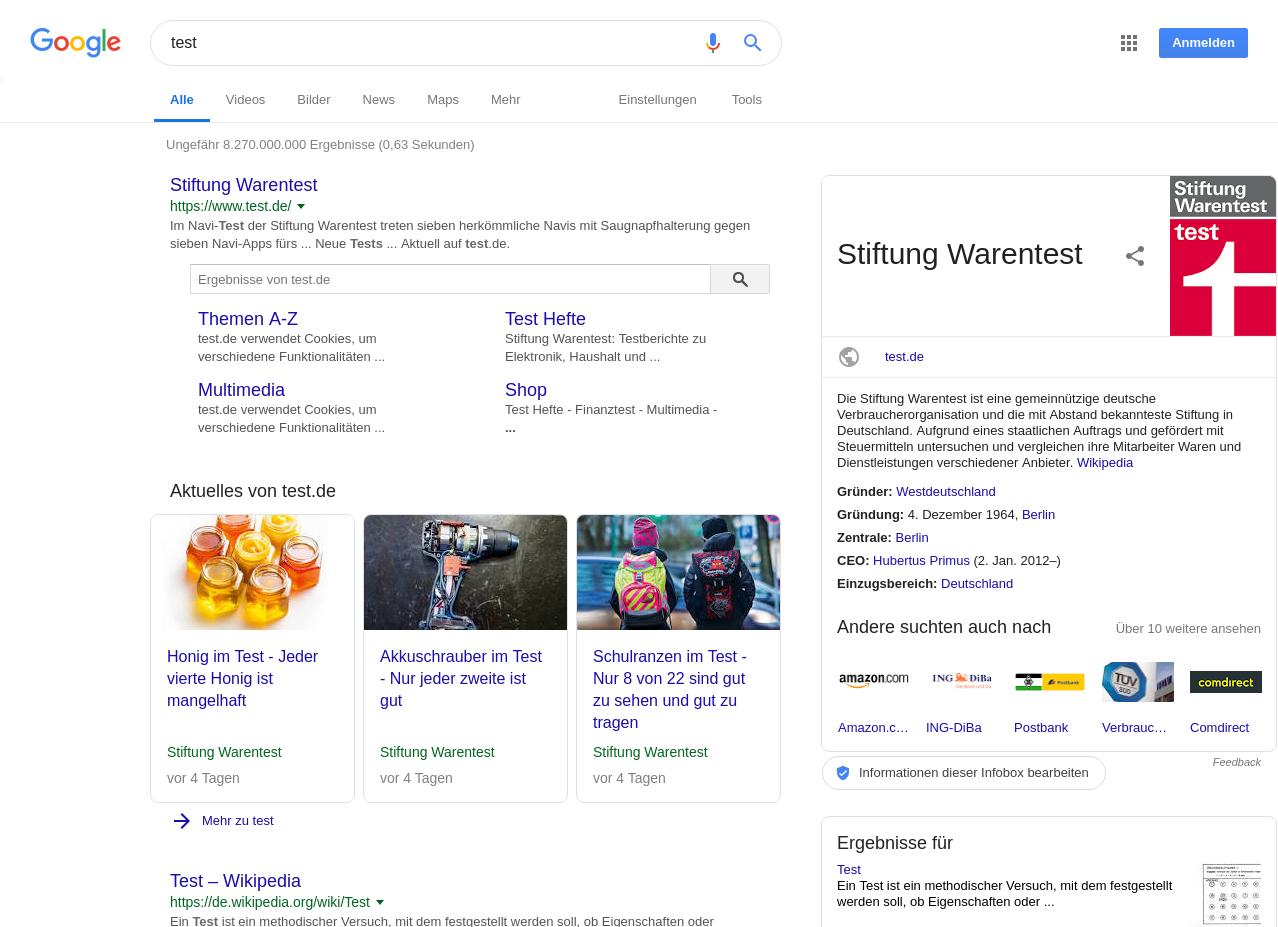 Google
test
Anmelden
Alle Videos Bilder News Maps Mehr Einstellungen Tools
Ungefähr 8.270.000.000 Ergebnisse (0,63 Sekunden)
Stiftung Warentest
https://www.test.de/
Im Navi-Test der Stiftung Warentest treten sieben herkömmliche Navis mit Saugnapfhalterung gegen
sieben Navi-Apps fürs ... Neue Tests ... Aktuell auf test.de.
Ergebnisse von test.de
Themen A-Z
test.de verwendet Cookies, um
verschiedene Funktionalitäten ...
Test Hefte
Stiftung Warentest: Testberichte zu
Elektronik, Haushalt und ...
Multimedia
test.de verwendet Cookies, um
verschiedene Funktionalitäten ...
Shop
Test Hefte - Finanztest - Multimedia -
...
Aktuelles von test.de
Honig im Test - Jeder
vierte Honig ist
mangelhaft
Stiftung Warentest
vor 4 Tagen
Akkuschrauber im Test
- Nur jeder zweite ist
gut
Stiftung Warentest
vor 4 Tagen
Schulranzen im Test -
Nur 8 von 22 sind gut
zu sehen und gut zu
tragen
Stiftung Warentest
vor 4 Tagen
Mehr zu test
Test – Wikipedia
https://de.wikipedia.org/wiki/Test
Ein Test ist ein methodischer Versuch, mit dem festgestellt werden soll, ob Eigenschaften oder
Stiftung Warentest
Stiftung
Warentest
test
test.de
Die Stiftung Warentest ist eine gemeinnützige deutsche
Verbraucherorganisation und die mit Abstand bekannteste Stiftung in
Deutschland. Aufgrund eines staatlichen Auftrags und gefördert mit
Steuermitteln untersuchen und vergleichen ihre Mitarbeiter Waren und
Dienstleistungen verschiedener Anbieter. Wikipedia
Gründer: Westdeutschland
Gründung: 4. Dezember 1964, Berlin
Zentrale: Berlin
CEO: Hubertus Primus (2. Jan. 2012–)
Einzugsbereich: Deutschland
Andere suchten auch nach
Über 10 weitere ansehen
amazon.com
ING DiBa
Die Bank und Du
Postbank
TÜV
SÜD
comdirect
Amazon.c… ING-DiBa Postbank Verbrauc… Comdirect
Feedback
Informationen dieser Infobox bearbeiten
Ergebnisse für
Test
Ein Test ist ein methodischer Versuch, mit dem festgestellt
werden soll, ob Eigenschaften oder ...